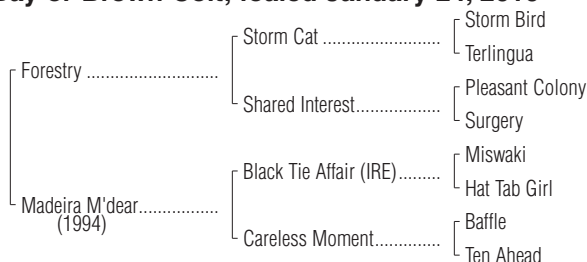 Storm Bird
Storm Cat ........................
Terlingua
Forestry ...........................
Pleasant Colony
Shared Interest................
Surgery
Miswaki
Black Tie Affair (IRE).......
Hat Tab Girl
Madeira M'dear................
(1994)
Baffle
Careless Moment............
Ten Ahead